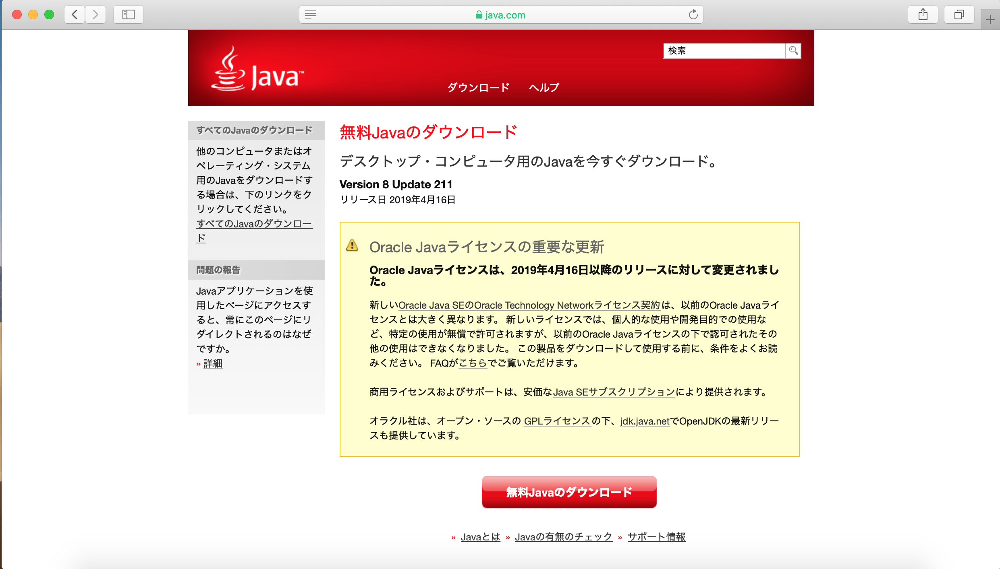 java.com
検索
Java™
ダウンロード ヘルプ
すべてのJavaのダウンロード
他のコンピュータまたはオ
ペレーティング・システム
用のJavaをダウンロードす
る場合は、下のリンクをク
リックしてください。
すべてのJavaのダウンロー
ド
問題の報告
Javaアプリケーションを使
用したページにアクセスす
ると、常にこのページにリ
ダイレクトされるのはなぜ
ですか。
» 詳細
無料Javaのダウンロード
デスクトップ・コンピュータ用のJavaを今すぐダウンロード。
Version 8 Update 211
リリース日 2019年4月16日
Oracle Javaライセンスの重要な更新
Oracle Javaライセンスは、2019年4月16日以降のリリースに対して変更されまし
た。
新しいOracle Java SEのOracle Technology Networkライセンス契約は、以前のOracle Javaライ
センスとは大きく異なります。 新しいライセンスでは、個人的な使用や開発目的での使用な
ど、特定の使用が無償で許可されますが、以前のOracle Javaライセンスの下で認可されたその
他の使用はできなくなりました。 この製品をダウンロードして使用する前に、条件をよくお読
みください。 FAQがこちらでご覧いただけます。
商用ライセンスおよびサポートは、安価なJava SEサブスクリプションにより提供されます。
オラクル社は、オープン・ソースの GPLライセンスの下、jdk.java.netでOpenJDKの最新リリー
スも提供しています。
無料Javaのダウンロード
» Javaとは » Javaの有無のチェック » サポート情報